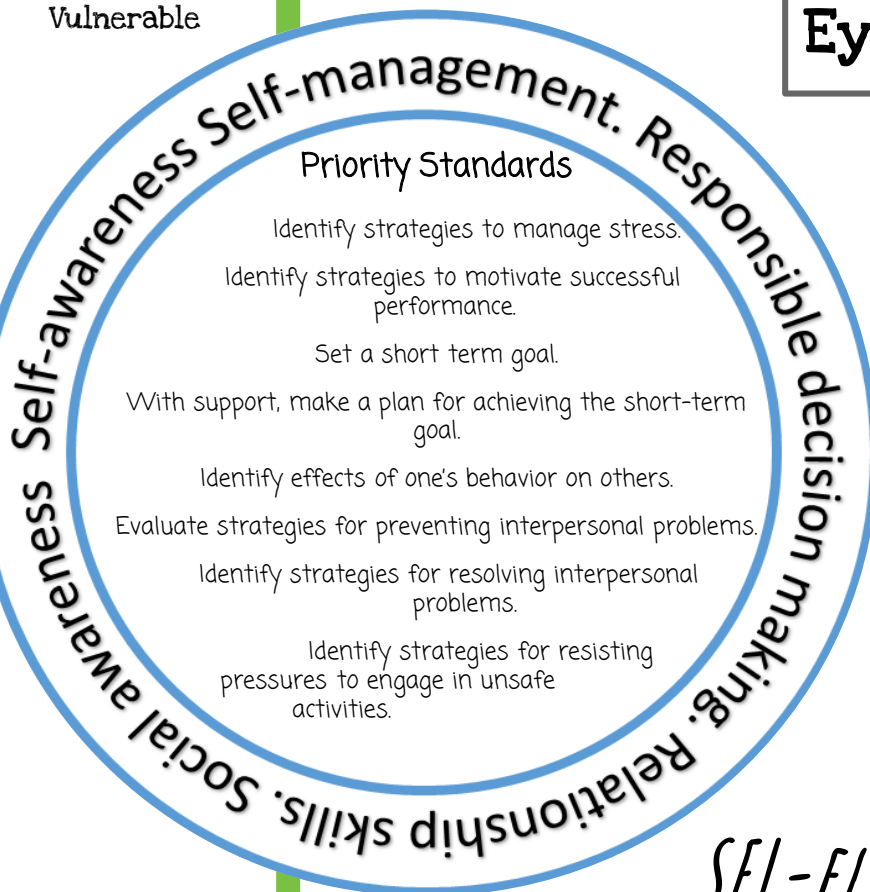 Vulnerable
Ey
Self-awareness Self-management. Responsible decision making. Relationship skills. Social awareness
Priority Standards
Identify strategies to manage stress.
Identify strategies to motivate successful
performance.
Set a short term goal.
With support, make a plan for achieving the short-term
goal.
Identify effects of one's behavior on others.
Evaluate strategies for preventing interpersonal problems.
Identify strategies for resolving interpersonal
problems.
Identify strategies for resisting
pressures to engage in unsafe
activities.